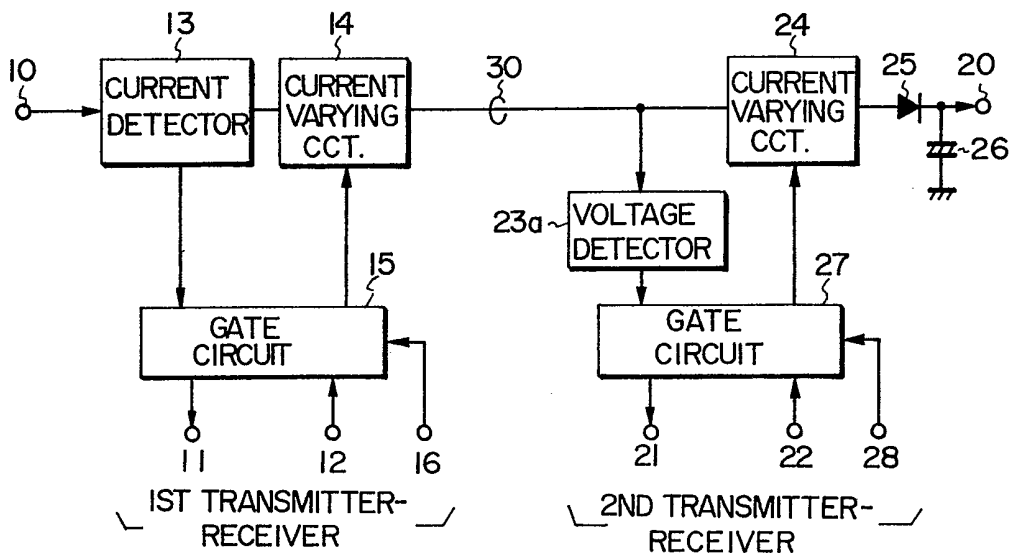 13
14
24
10
30
25
20
CURRENT
DETECTOR
CURRENT
VARYING
CCT.
CURRENT
VARYING
CCT.
26
23a
VOLTAGE
DETECTOR
15
27
GATE
CIRCUIT
GATE
CIRCUIT
11
12
16
21
22
28
1ST TRANSMITTER-
RECEIVER
2ND TRANSMITTER-
RECEIVER